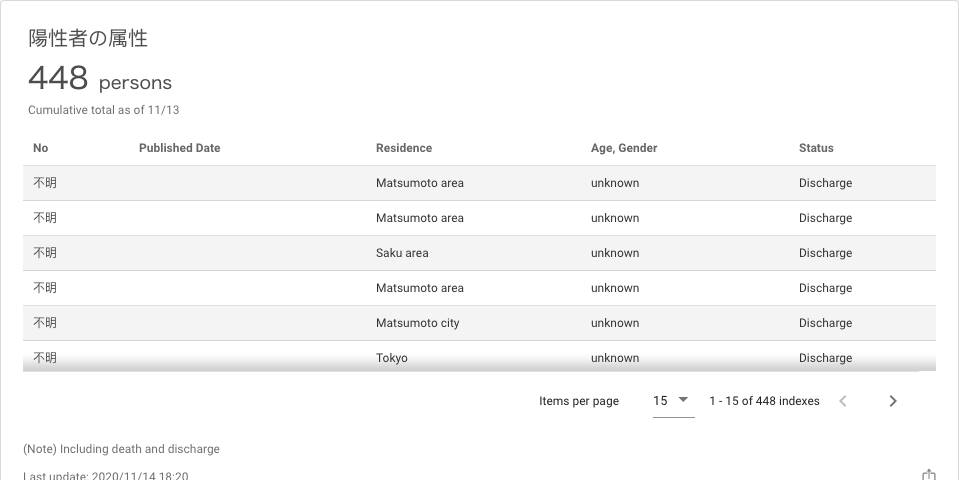 陽性者の属性
448 persons
Cumulative total as of 11/13
No Published Date Residence Age, Gender Status
不明 Matsumoto area unknown Discharge
不明 Matsumoto area unknown Discharge
不明 Saku area unknown Discharge
不明 Matsumoto area unknown Discharge
不明 Matsumoto city unknown Discharge
不明 Tokyo unknown Discharge
Items per page 15 1 - 15 of 448 indexes
(Note) Including death and discharge
Last update: 2020/11/14 18:20